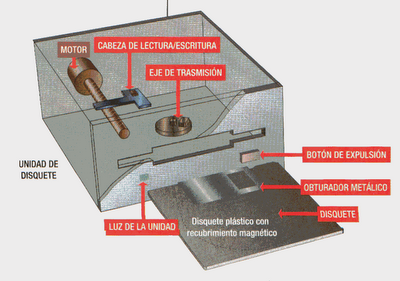 MOTOR
CABEZA DE LECTURA/ESCRITURA
EJE DE TRASMISIÓN
UNIDAD DE
DISQUETE
BOTÓN DE EXPULSIÓN
OBTURADOR METÁLICO
DISQUETE
LUZ DE LA UNIDAD
Disquete plástico con
recubrimiento magnético